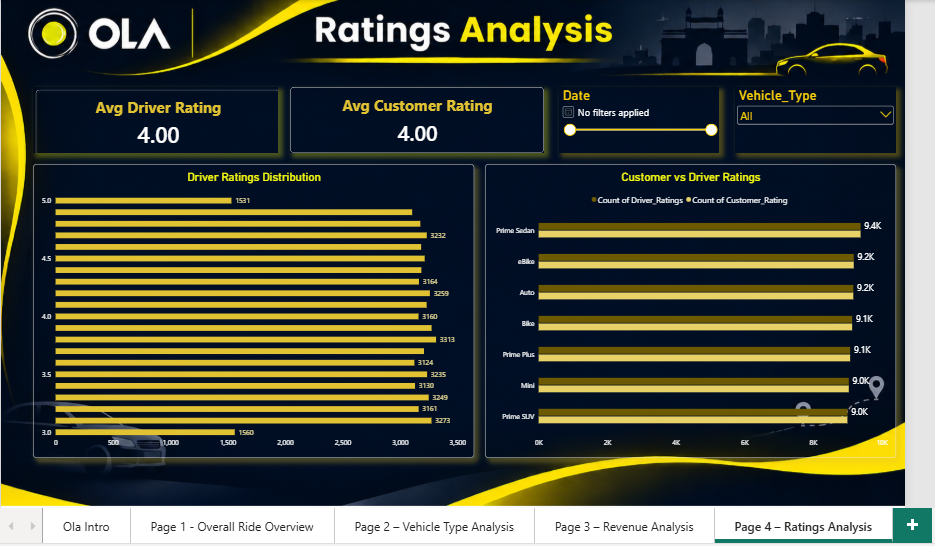 OLA
Ratings Analysis
Avg Driver Rating
4.00
Avg Customer Rating
4.00
Date
No filters applied
Vehicle_Type
All
Driver Ratings Distribution
5.0
1531
3232
4.5
3164
3259
4.0
3160
3313
3124
3.5
3235
3130
3249
3161
3273
3.0
1560
0 500 1,000 1,500 2,000 2,500 3,000 3,500
Customer vs Driver Ratings
Count of Driver_Ratings Count of Customer_Rating
Prime Sedan 9.4K
eBike 9.2K
Auto 9.2K
Bike 9.1K
Prime Plus 9.1K
Mini 9.0K
Prime SUV 9.0K
0K 2K 4K 6K 8K 10K
Ola Intro
Page 1 - Overall Ride Overview
Page 2 – Vehicle Type Analysis
Page 3 – Revenue Analysis
Page 4 – Ratings Analysis
+